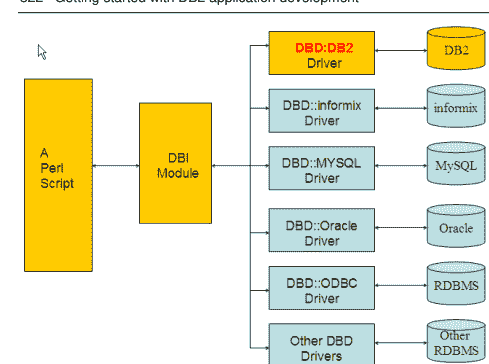 322 Getting started with DB2 application development
DBD:DB2
Driver
DB2
DBD::informix
Driver
informix
A
Perl
Script
DBI
Module
DBD::MYSQL
Driver
MySQL
DBD::Oracle
Driver
Oracle
DBD::ODBC
Driver
RDBMS
Other DBD
Drivers
Other
RDBMS